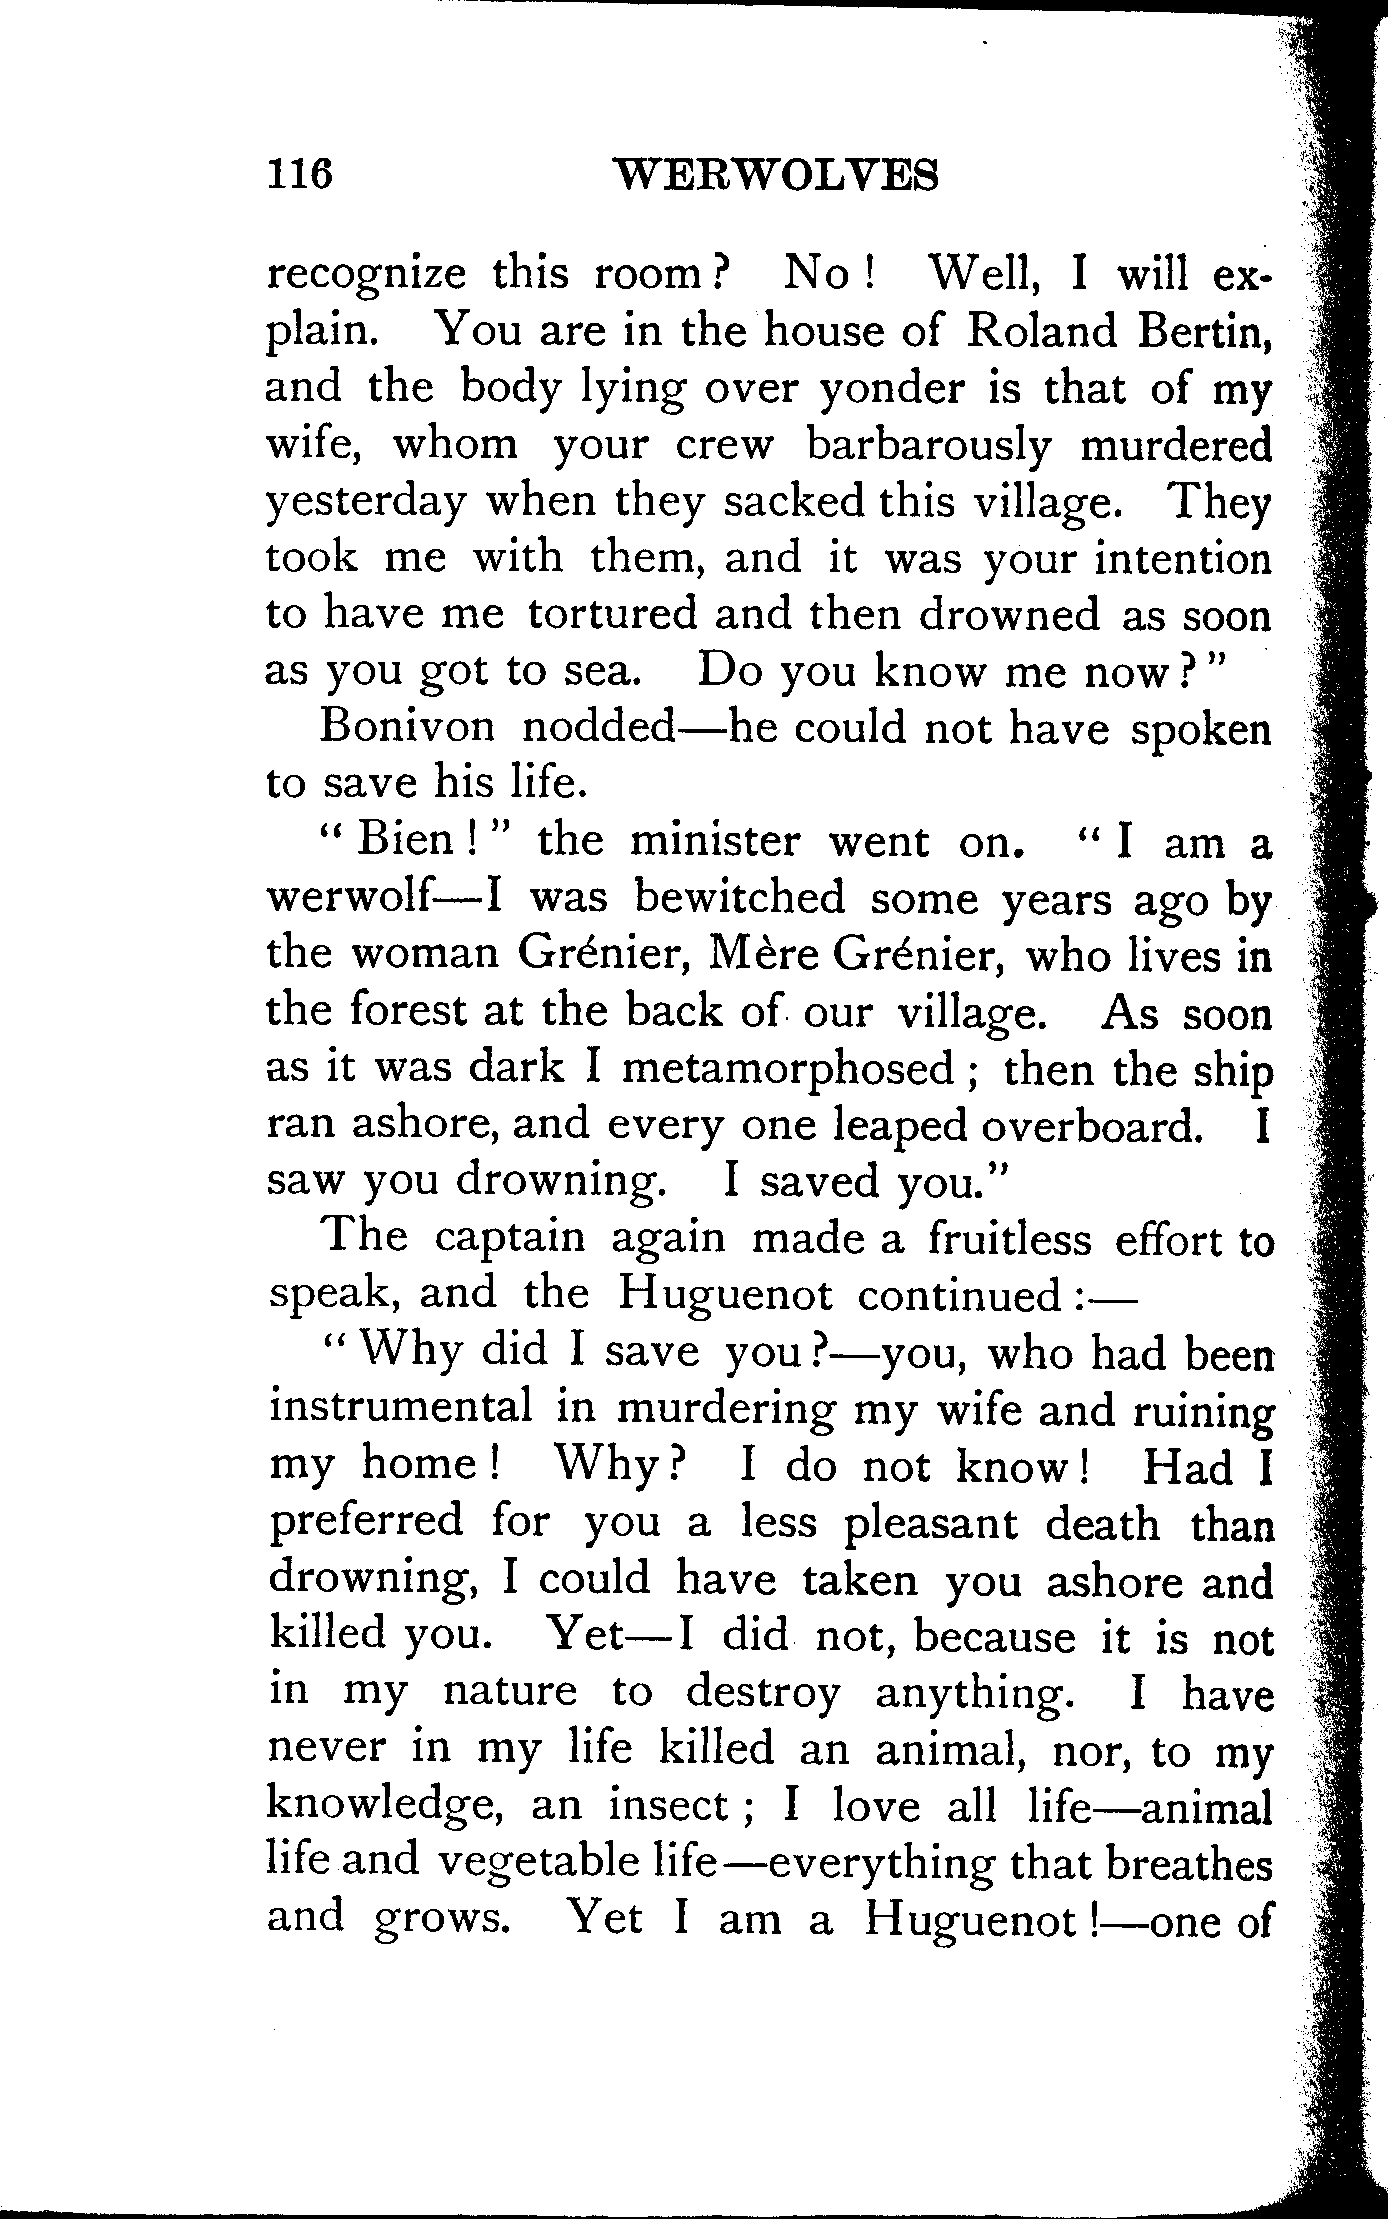 116 WERWOLVES
recognize this room? No! Well, I will ex-
plain. You are in the house of Roland Bertin,
and the body lying over yonder is that of my
wife, whom your crew barbarously murdered
yesterday when they sacked this village. They
took me with them, and it was your intention
to have me tortured and then drowned as soon
as you got to sea. Do you know me now?"
Bonivon nodded—he could not have spoken
to save his life.
"Bien!" the minister went on. "I am a
werwolf—I was bewitched some years ago by
the woman Grénier, Mère Grénier, who lives in
the forest at the back of our village. As soon
as it was dark I metamorphosed; then the ship
ran ashore, and every one leaped overboard. I
saw you drowning. I saved you."
The captain again made a fruitless effort to
speak, and the Huguenot continued:—
"Why did I save you?—you, who had been
instrumental in murdering my wife and ruining
my home! Why? I do not know! Had I
preferred for you a less pleasant death than
drowning, I could have taken you ashore and
killed you. Yet—I did not, because it is not
in my nature to destroy anything. I have
never in my life killed an animal, nor, to my
knowledge, an insect; I love all life—animal
life and vegetable life—everything that breathes
and grows. Yet I am a Huguenot!—one of